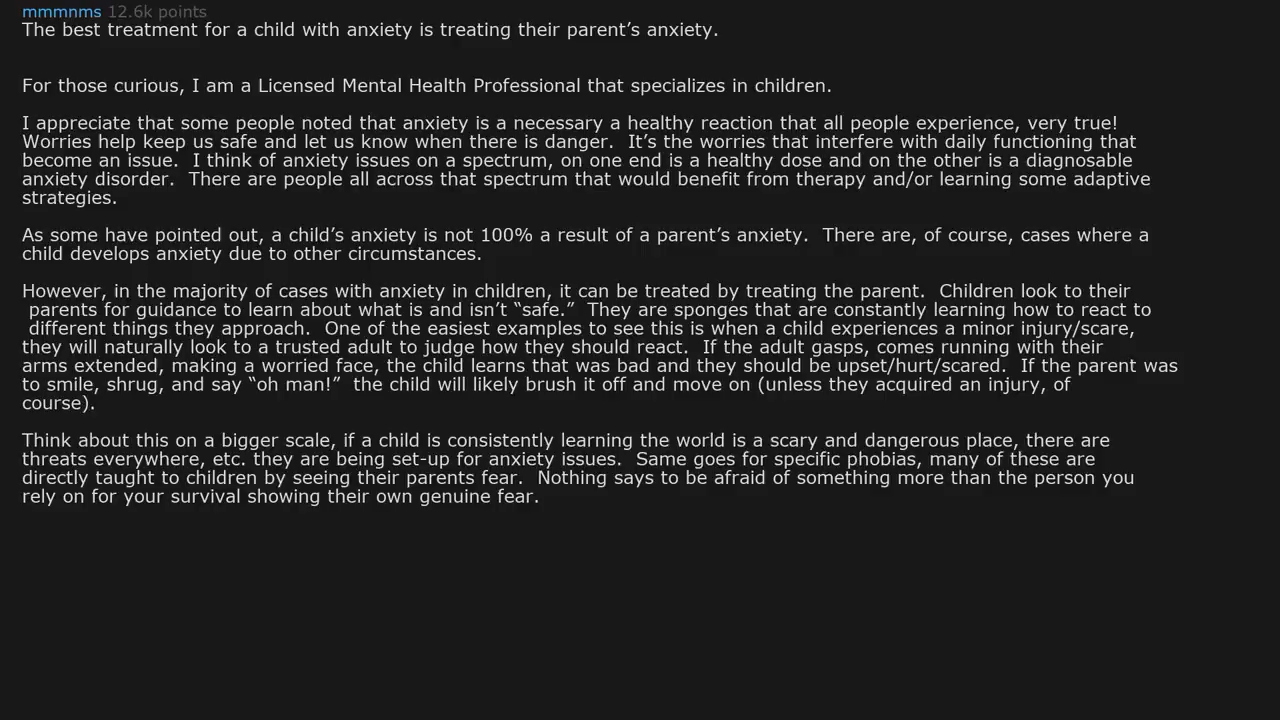 mmmnms 12.6k points
The best treatment for a child with anxiety is treating their parent’s anxiety.
For those curious, I am a Licensed Mental Health Professional that specializes in children.
I appreciate that some people noted that anxiety is a necessary a healthy reaction that all people experience, very true!
Worries help keep us safe and let us know when there is danger.  It’s the worries that interfere with daily functioning that
become an issue.  I think of anxiety issues on a spectrum, on one end is a healthy dose and on the other is a diagnosable
anxiety disorder.  There are people all across that spectrum that would benefit from therapy and/or learning some adaptive
strategies.
As some have pointed out, a child’s anxiety is not 100% a result of a parent’s anxiety.  There are, of course, cases where a
child develops anxiety due to other circumstances.
However, in the majority of cases with anxiety in children, it can be treated by treating the parent.  Children look to their
parents for guidance to learn about what is and isn’t “safe.”  They are sponges that are constantly learning how to react to
different things they approach.  One of the easiest examples to see this is when a child experiences a minor injury/scare,
they will naturally look to a trusted adult to judge how they should react.  If the adult gasps, comes running with their
arms extended, making a worried face, the child learns that was bad and they should be upset/hurt/scared.  If the parent was
to smile, shrug, and say “oh man!”  the child will likely brush it off and move on (unless they acquired an injury, of
course).
Think about this on a bigger scale, if a child is consistently learning the world is a scary and dangerous place, there are
threats everywhere, etc. they are being set-up for anxiety issues.  Same goes for specific phobias, many of these are
directly taught to children by seeing their parents fear.  Nothing says to be afraid of something more than the person you
rely on for your survival showing their own genuine fear.